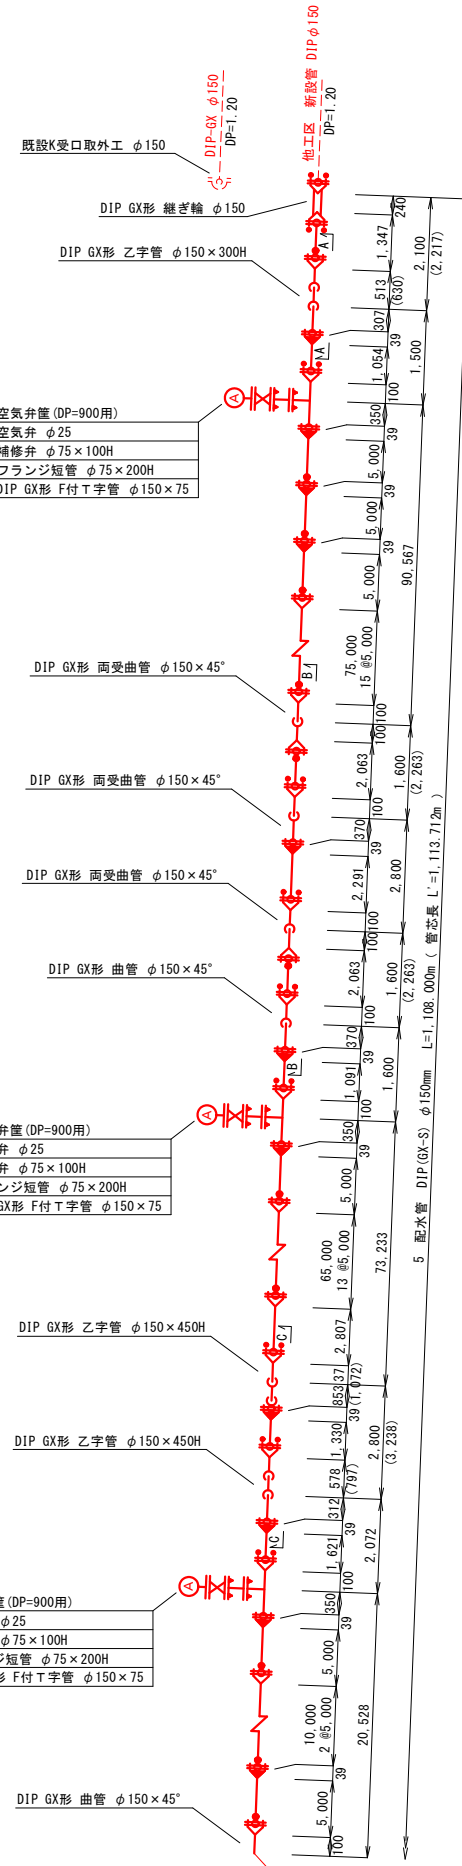 DIP-GX φ150
DP=1.20
他工区 新設管 DIPφ150
DP=1.20
既設K受口取外工 φ150
DIP GX形 継ぎ輪 φ150
DIP GX形 乙字管 φ150×300H
A
A
240
1,347
513
(630)
2,100
(2,217)
307
39
1,054
100
1,500
A
空気弁筐(DP=900用)
空気弁 φ25
補修弁 φ75×100H
フランジ短管 φ75×200H
DIP GX形 F付T字管 φ150×75
350
39
5,000
39
5,000
39
5,000
90,567
75,000
15 @5,000
B
100
DIP GX形 両受曲管 φ150×45°
100
2,063
100
1,600
(2,263)
DIP GX形 両受曲管 φ150×45°
370
39
2,291
100
2,800
DIP GX形 両受曲管 φ150×45°
100
2,063
100
1,600
(2,263)
DIP GX形 曲管 φ150×45°
370
39
B
1,091
100
1,600
A
弁筐(DP=900用)
弁 φ25
弁 φ75×100H
ンジ短管 φ75×200H
GX形 F付T字管 φ150×75
350
39
5,000
65,000
13 @5,000
73,233
2,807
C
DIP GX形 乙字管 φ150×450H
37
(1,072)
853
39
1,330
2,800
(3,238)
DIP GX形 乙字管 φ150×450H
578
(797)
312
39
C
1,621
100
2,072
A
筐(DP=900用)
φ25
φ75×100H
ジ短管 φ75×200H
形 F付T字管 φ150×75
350
39
5,000
10,000
2 @5,000
20,528
39
5,000
100
DIP GX形 曲管 φ150×45°
5 配水管 DIP(GX-S) φ150mm L=1,108.000m ( 管芯長 L'=1,113.712m )